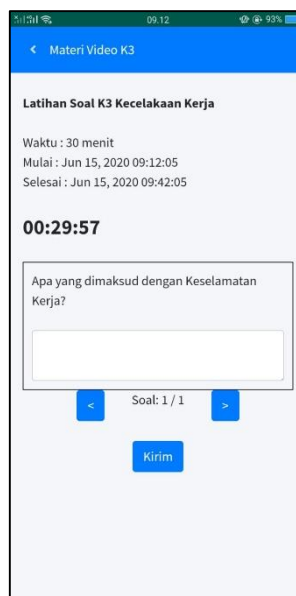 09.12 93%
< Materi Video K3
Latihan Soal K3 Kecelakaan Kerja
Waktu : 30 menit
Mulai : Jun 15, 2020 09:12:05
Selesai : Jun 15, 2020 09:42:05
00:29:57
Apa yang dimaksud dengan Keselamatan
Kerja?
< Soal: 1 / 1 >
Kirim